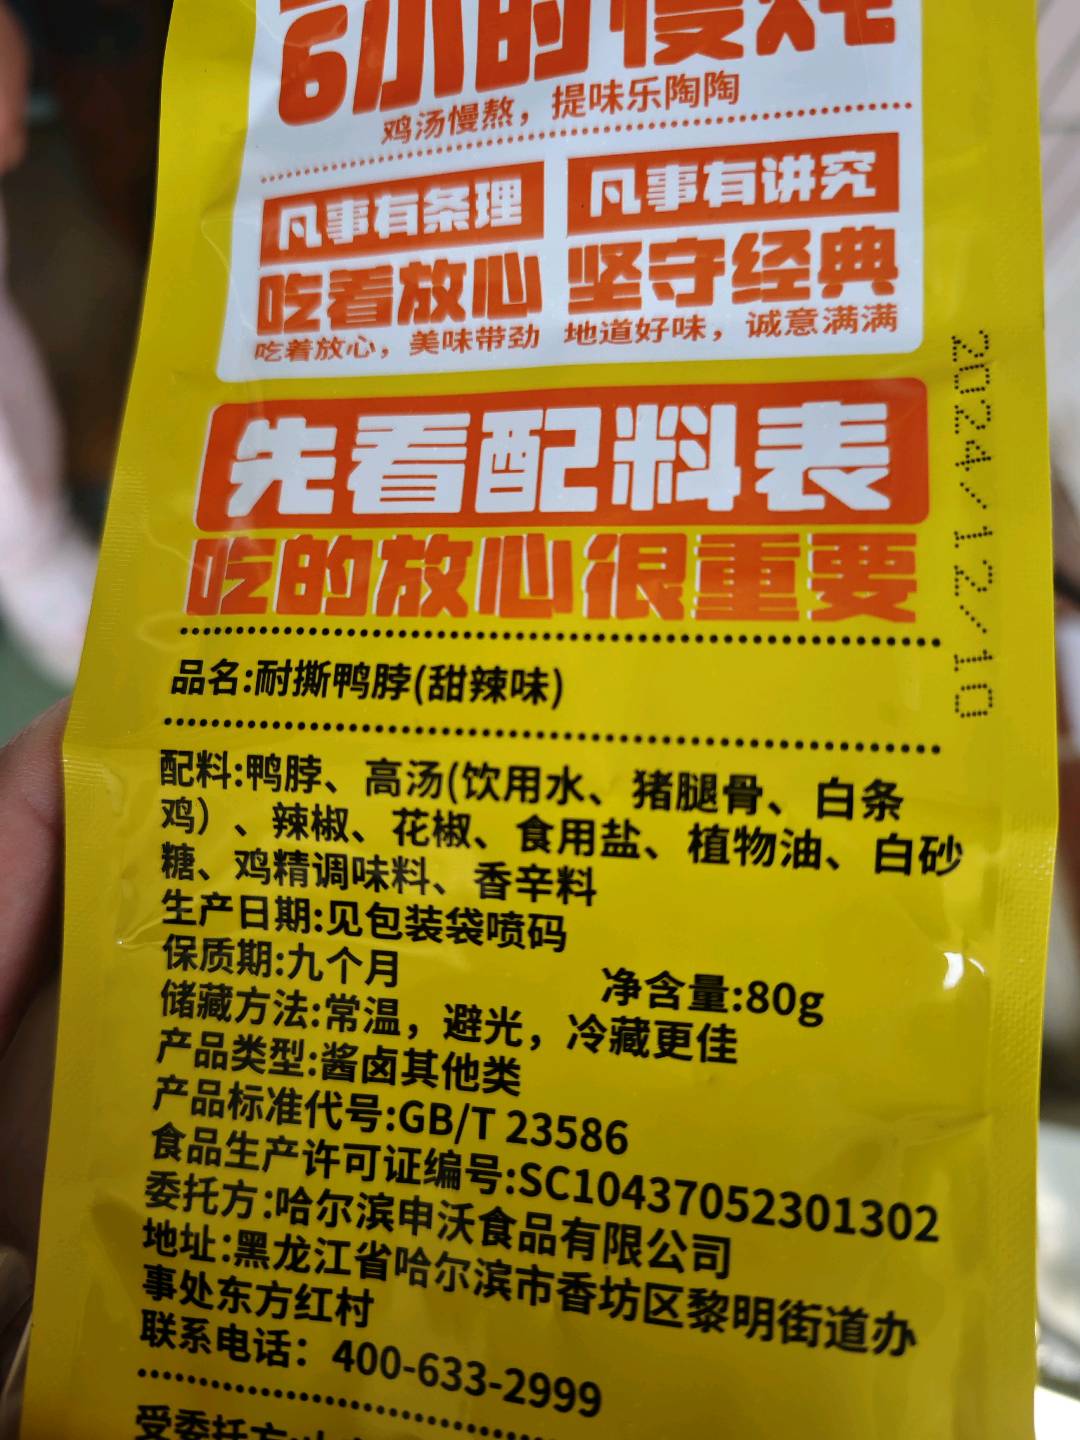 6小时慢炖
鸡汤慢熬，提味乐陶陶
凡事有条理
吃着放心
吃着放心，美味带劲
凡事有讲究
坚守经典
地道好味，诚意满满
先看配料表
吃的放心很重要
2024/12/10
品名:耐撕鸭脖(甜辣味)
配料:鸭脖、高汤(饮用水、猪腿骨、白条
鸡）、辣椒、花椒、食用盐、植物油、白砂
糖、鸡精调味料、香辛料
生产日期:见包装袋喷码
保质期:九个月 净含量:80g
储藏方法:常温，避光，冷藏更佳
产品类型:酱卤其他类
产品标准代号:GB/T 23586
食品生产许可证编号:SC10437052301302
委托方:哈尔滨申沃食品有限公司
地址:黑龙江省哈尔滨市香坊区黎明街道办
事处东方红村
联系电话：400-633-2999
受委托方: